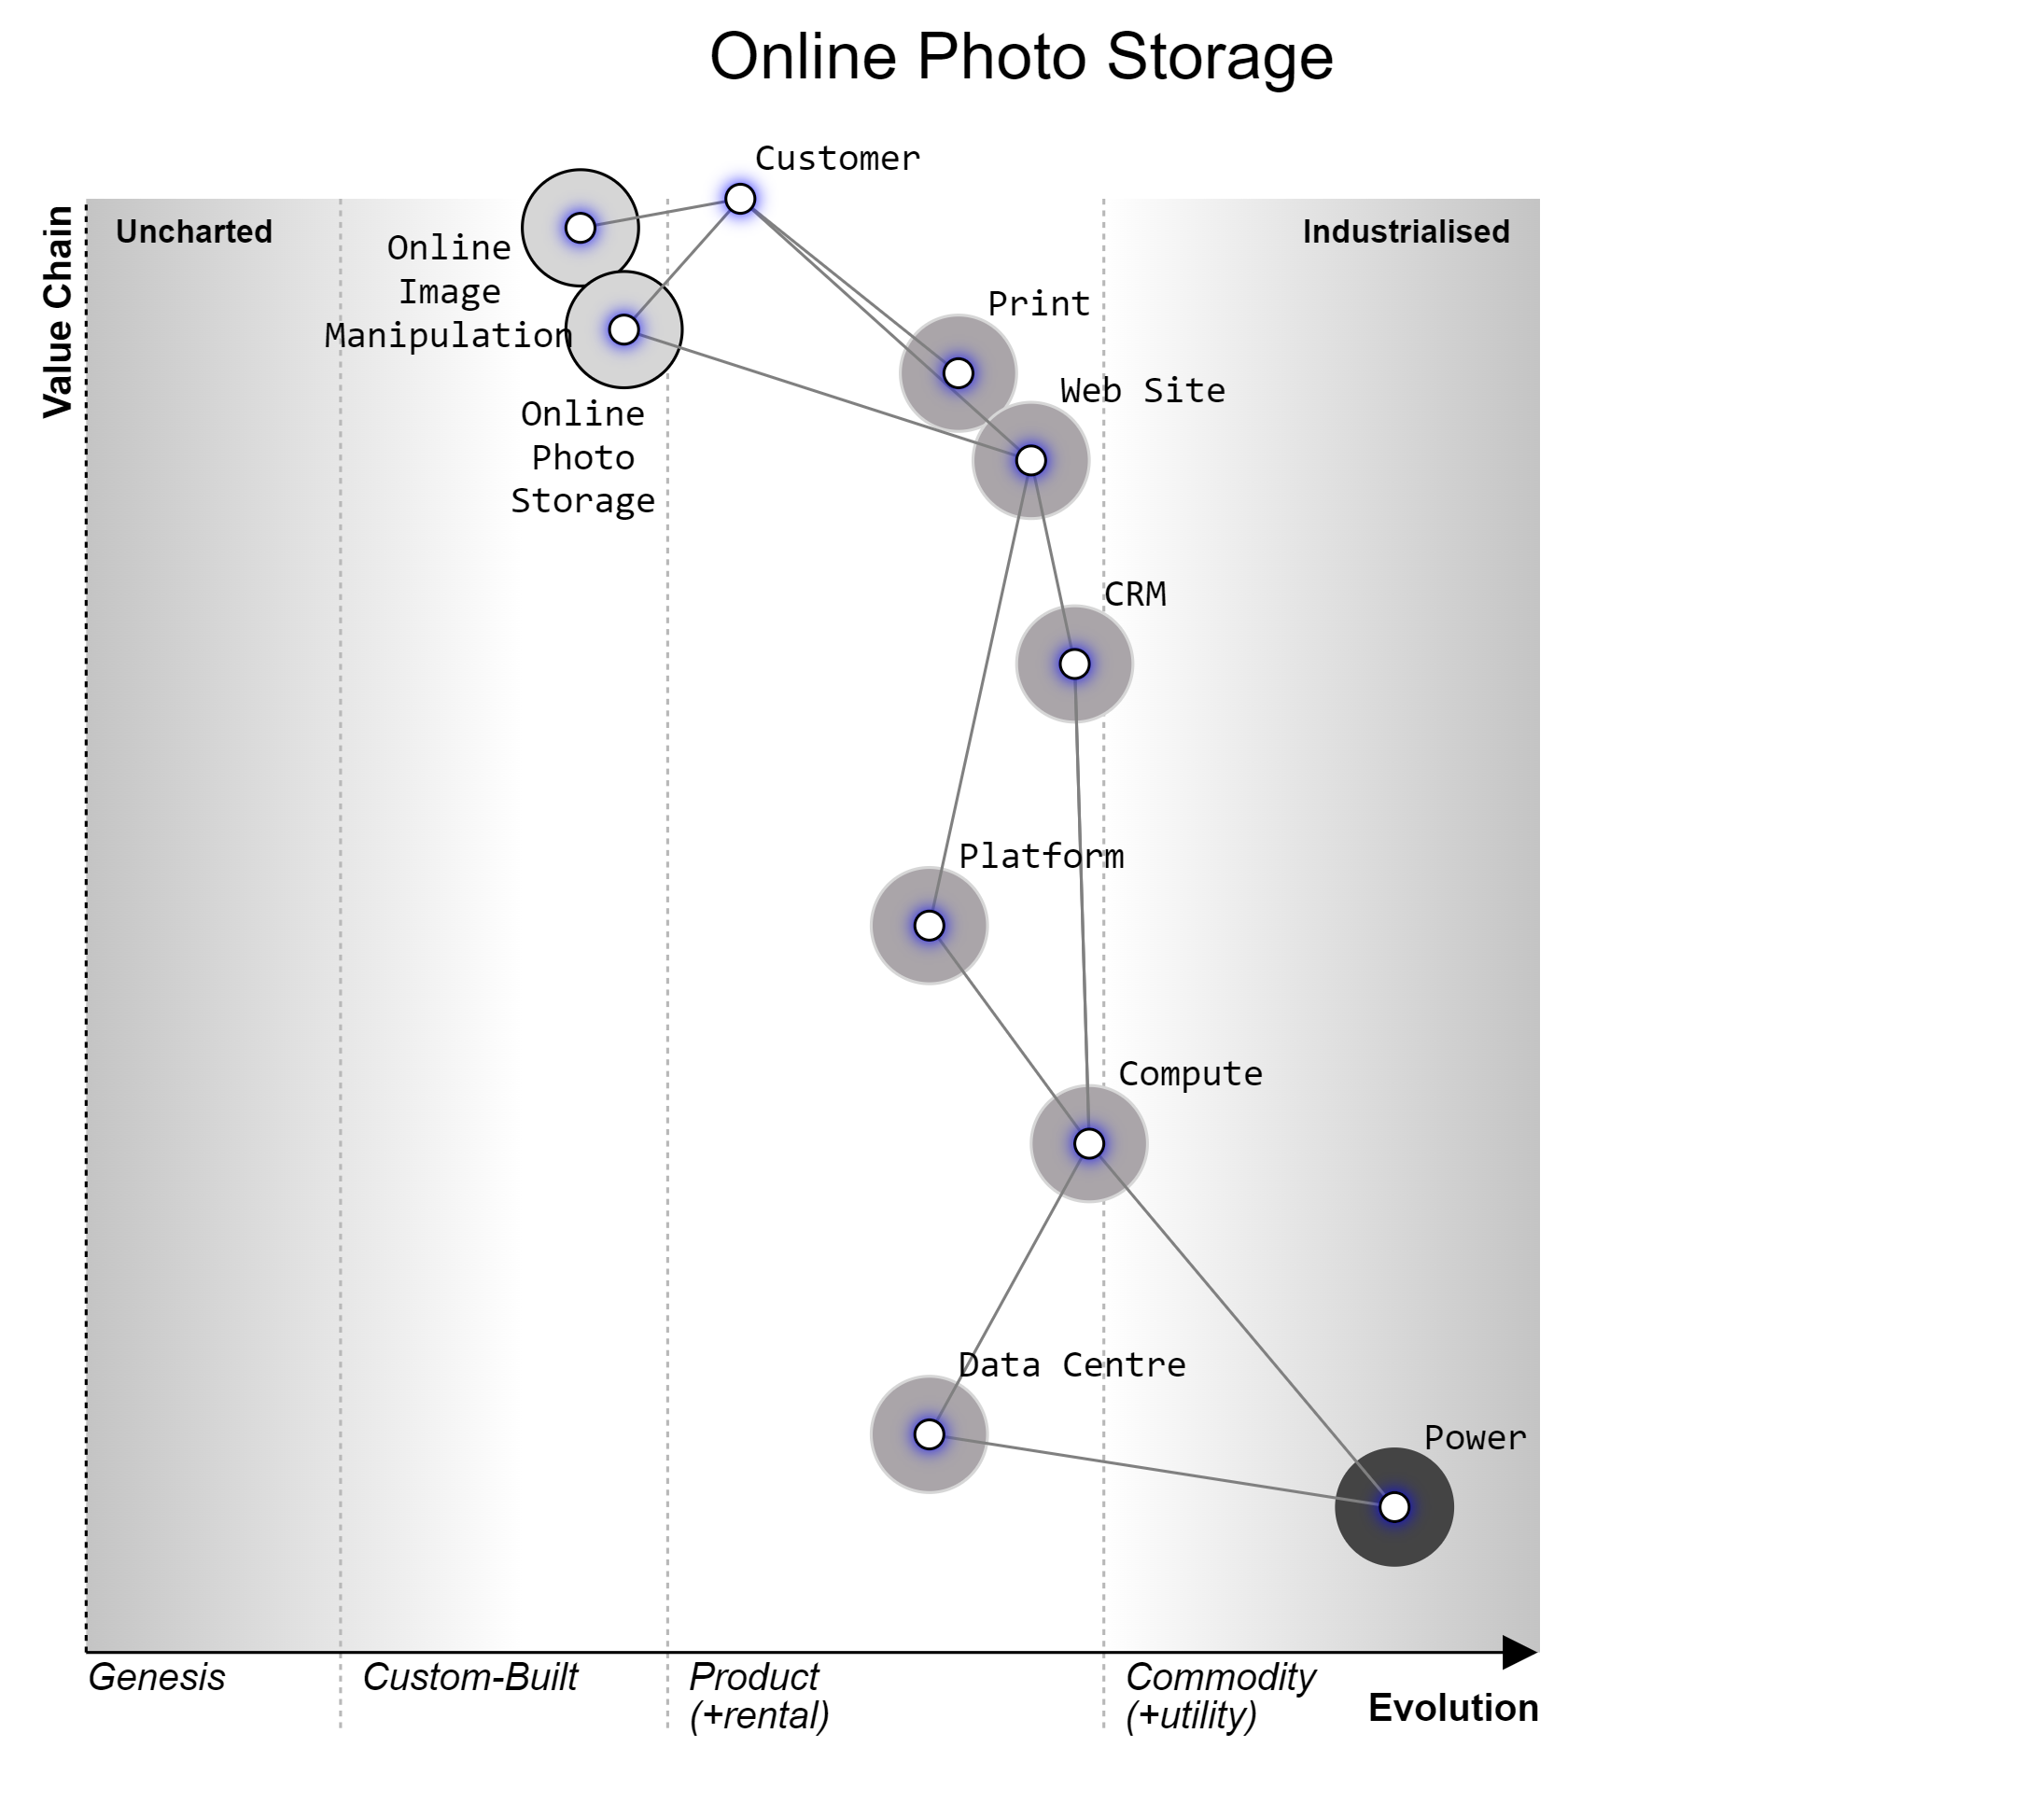 Online Photo Storage
Customer
Value Chain
Uncharted
Industrialised
Online
Image
Manipulation
Print
Web Site
Online
Photo
Storage
CRM
Platform
Compute
Data Centre
Power
Genesis
Custom-Built
Product
(+rental)
Commodity
(+utility)
Evolution